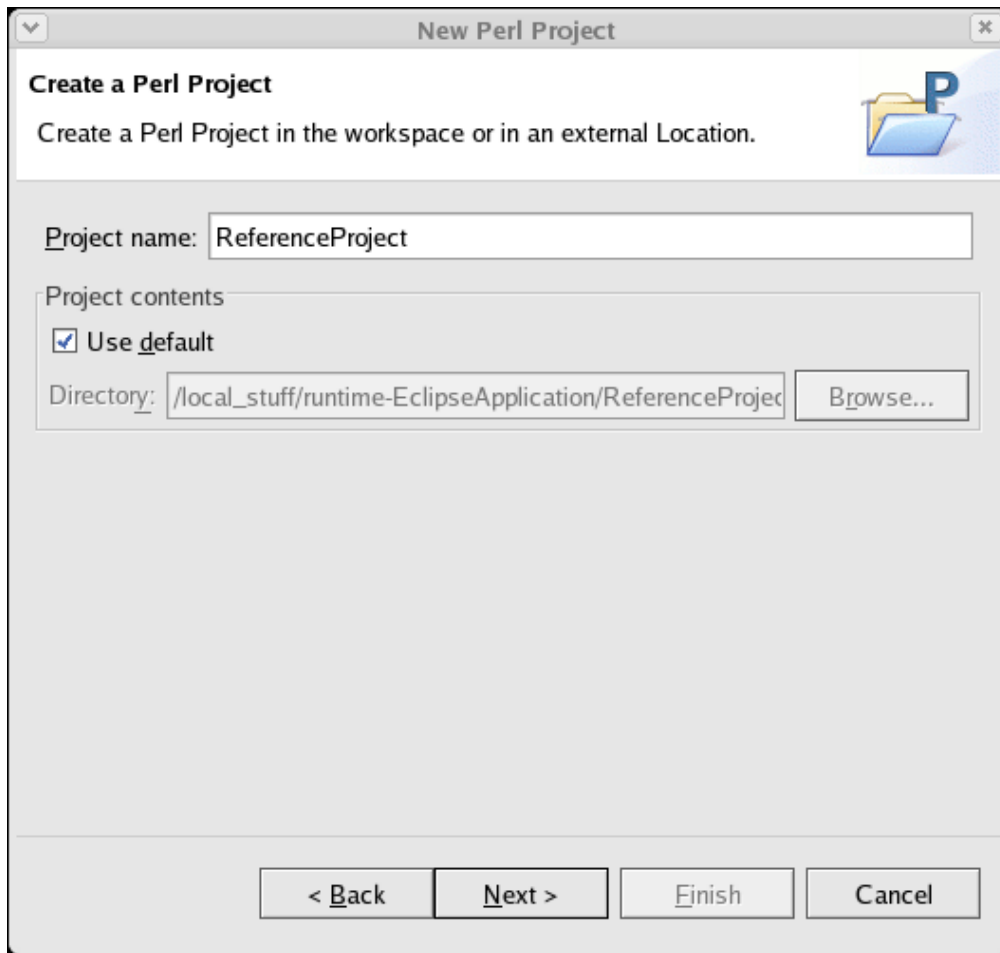 New Perl Project
Create a Perl Project
Create a Perl Project in the workspace or in an external Location.
P
Project name: ReferenceProject
Project contents
Use default
Directory: /local_stuff/runtime-EclipseApplication/ReferenceProjec Browse...
< Back Next > Finish Cancel